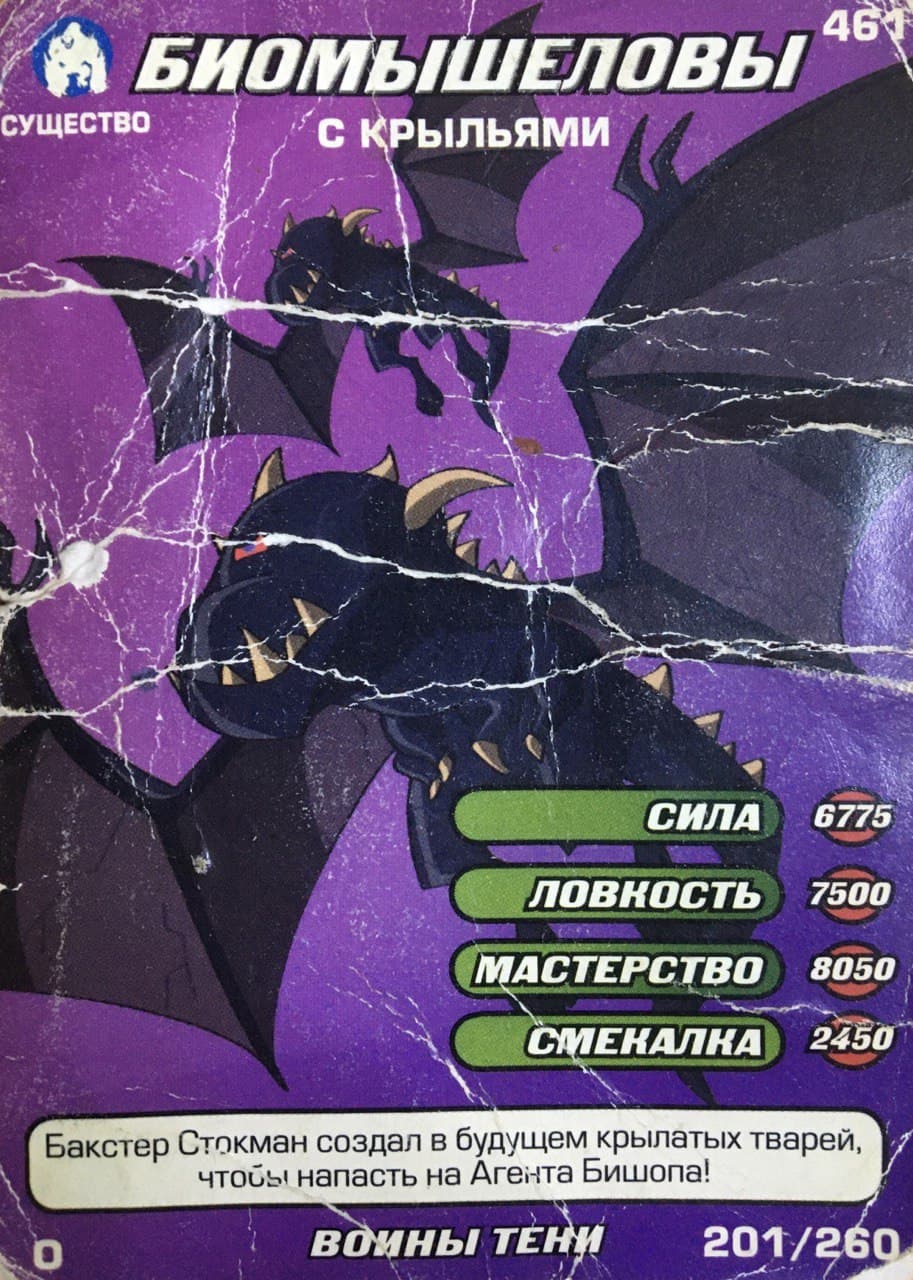 461
БИОМЫШЕЛОВЫ
СУЩЕСТВО
С КРЫЛЬЯМИ
СИЛА 6775
ЛОВКОСТЬ 7500
МАСТЕРСТВО 8050
СМЕКАЛКА 2450
Бакстер Стокман создал в будущем крылатых тварей,
чтобы напасть на Агента Бишопа!
0 ВОИНЫ ТЕНИ 201/260